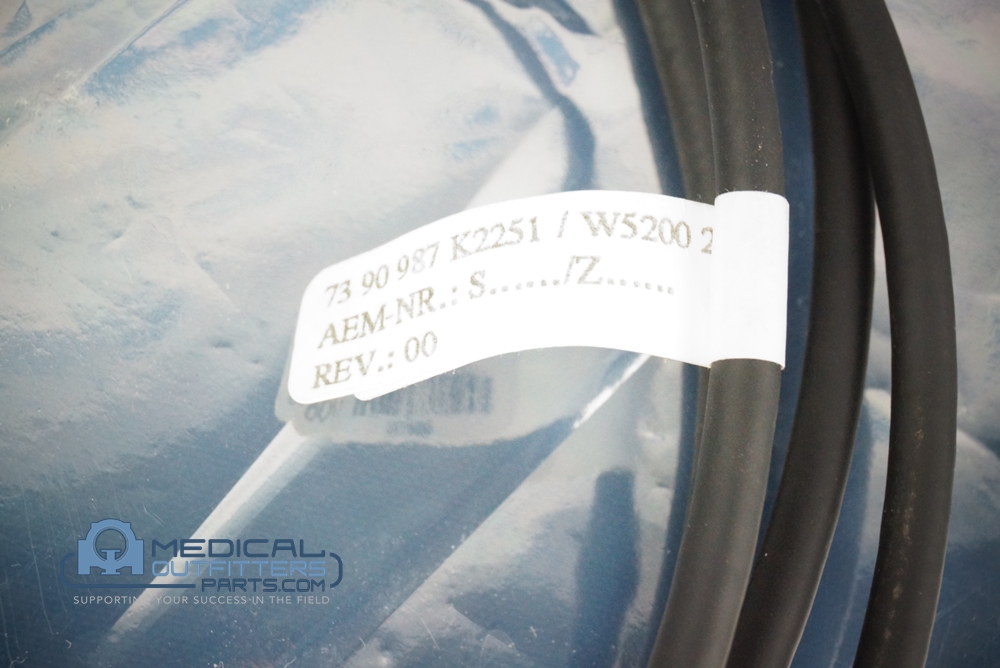 73 90 987 K2251 / W5200 2
AEM-NR.: S....../Z......
REV.: 00
MEDICAL
OUTFITTERS
PARTS.COM
SUPPORTING YOUR SUCCESS IN THE FIELD